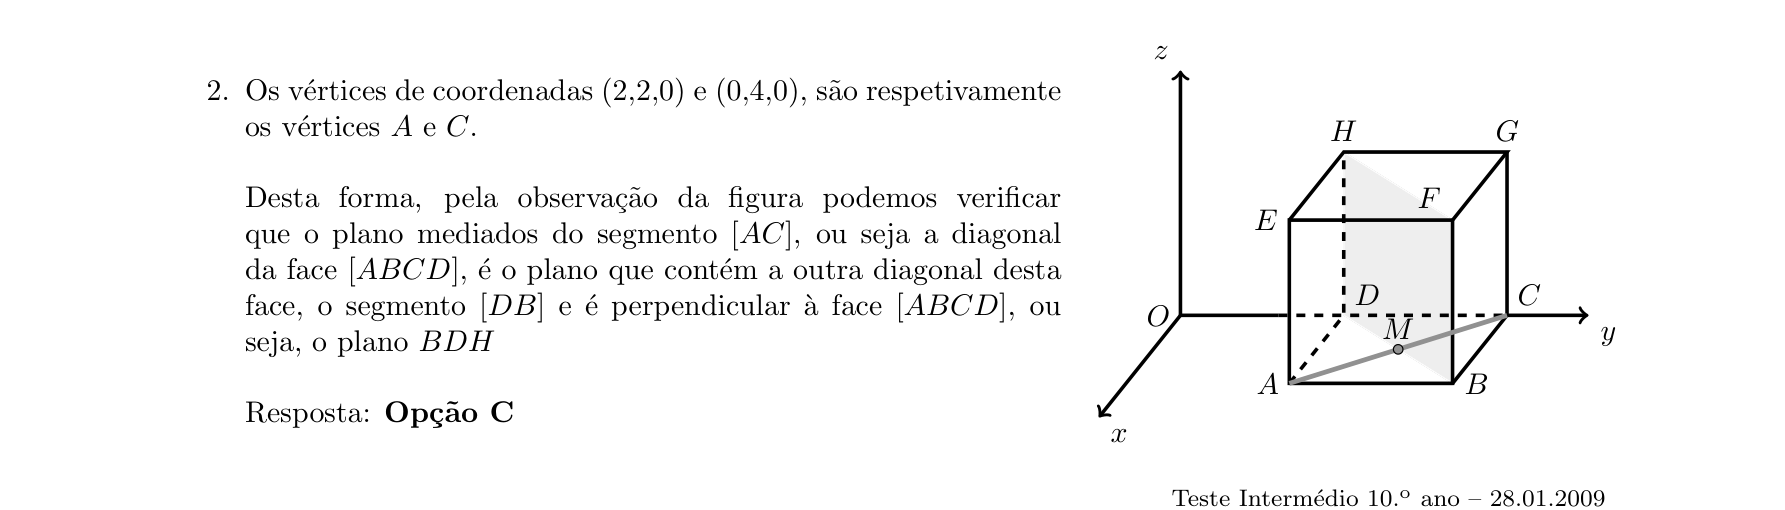 2. Os vértices de coordenadas (2,2,0) e (0,4,0), são respetivamente
os vértices A e C.
Desta forma, pela observação da figura podemos verificar
que o plano mediados do segmento [AC], ou seja a diagonal
da face [ABCD], é o plano que contém a outra diagonal desta
face, o segmento [DB] e é perpendicular à face [ABCD], ou
seja, o plano BDH
Resposta: Opção C
z
H
G
F
E
D
C
O
M
y
A
B
x
Teste Intermédio 10.º ano – 28.01.2009